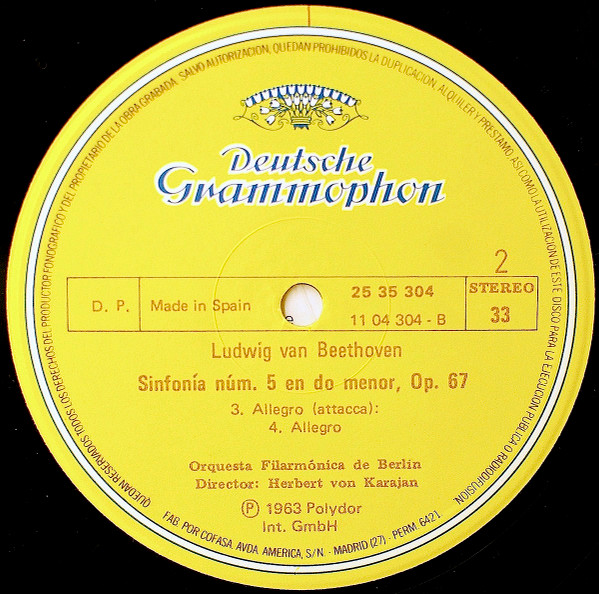 QUEDAN RESERVADOS TODOS LOS DERECHOS DEL PRODUCTOR FONOGRAFICO Y DEL PROPIETARIO DE LA OBRA GRABADA. SALVO AUTORIZACION, QUEDAN PROHIBIDOS LA DUPLICACION, ALQUILER Y PRESTAMO, ASI COMO LA UTILIZACION DE ESTE DISCO PARA LA EJECUCION PUBLICA O RADIODIFUSION.
Deutsche
Grammophon
2
D. P.
Made in Spain
25 35 304
11 04 304 - B
STEREO
33
Ludwig van Beethoven
Sinfonía núm. 5 en do menor, Op. 67
3. Allegro (attacca):
4. Allegro
Orquesta Filarmónica de Berlín
Director: Herbert von Karajan
Ⓟ 1963 Polydor
Int. GmbH
FAB. POR COFASA. AVDA. AMERICA, S/N. - MADRID (27) - PERM. 6421